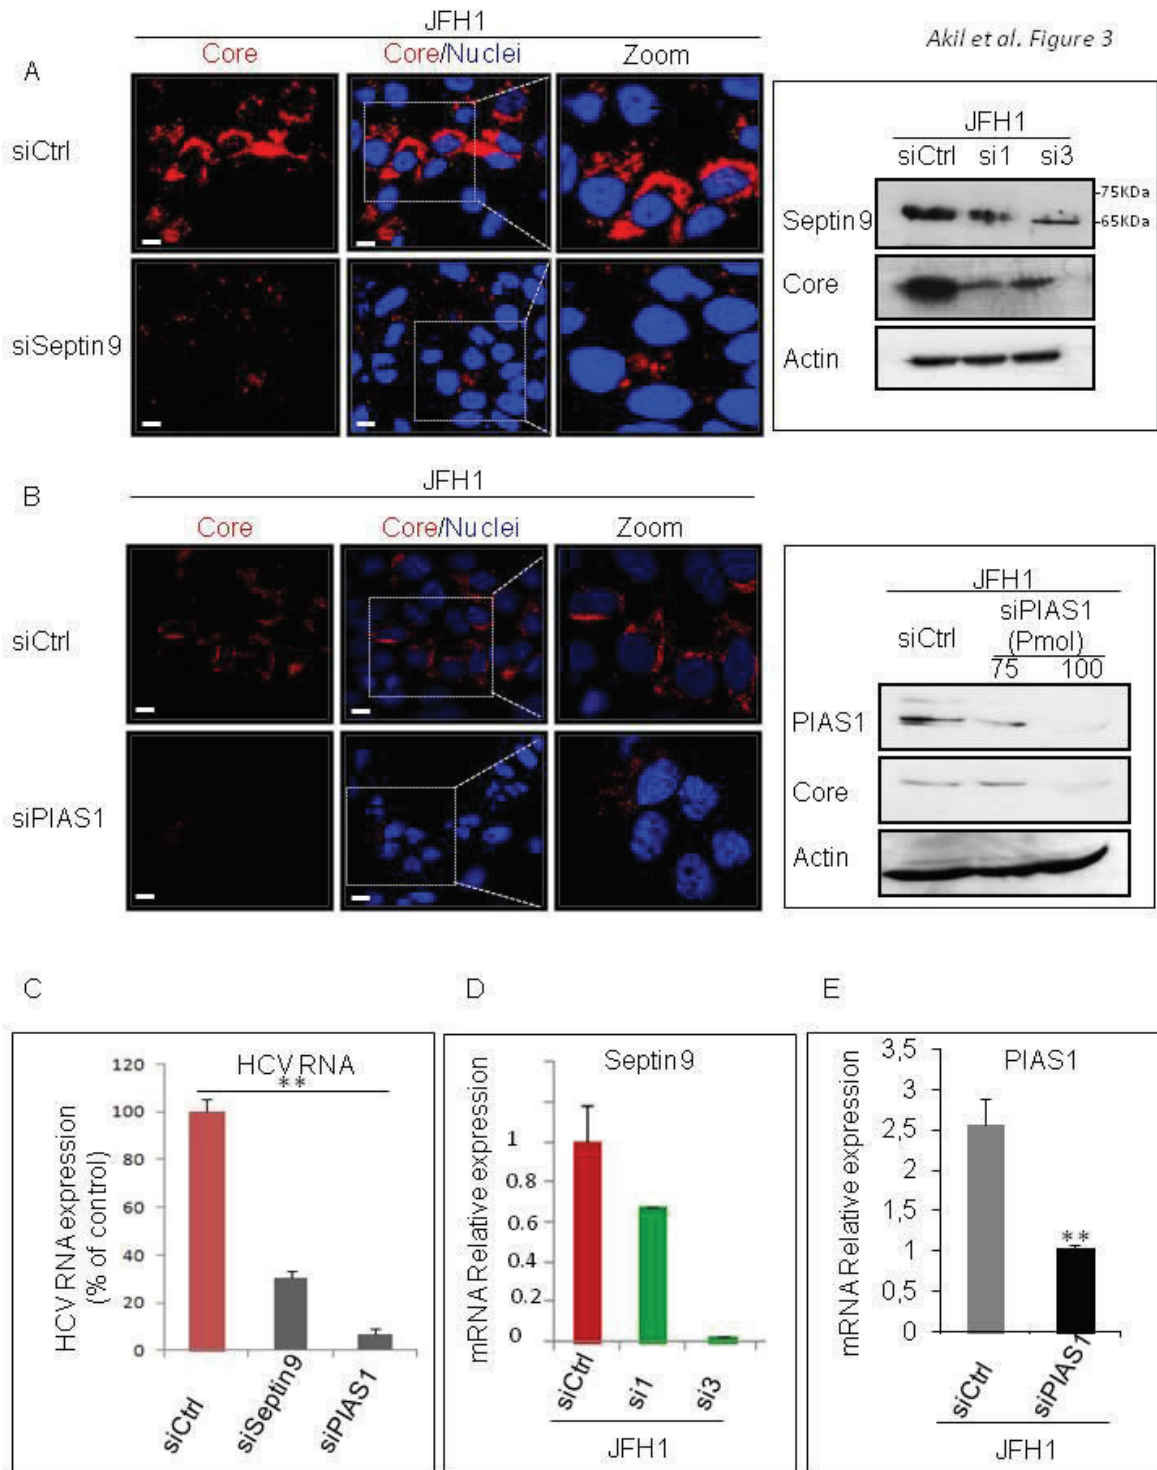 Akil et al. Figure 3
A
JFH1
Core
Core/Nuclei
Zoom
siCtrl
siSeptin9
JFH1
siCtrl si1 si3
Septin9
-75KDa
-65KDa
Core
Actin
B
JFH1
Core
Core/Nuclei
Zoom
siCtrl
siPIAS1
JFH1
siPIAS1
siCtrl (Pmol)
75 100
PIAS1
Core
Actin
C
HCV RNA
**
HCV RNA expression
(% of control)
120
100
80
60
40
20
0
siCtrl
siSeptin9
siPIAS1
D
Septin9
mRNA Relative expression
1
0.8
0.6
0.4
0.2
0
siCtrl
si1
si3
JFH1
E
PIAS1
mRNA Relative expression
3,5
3
2,5
2
1,5
1
0,5
0
**
siCtrl
siPIAS1
JFH1